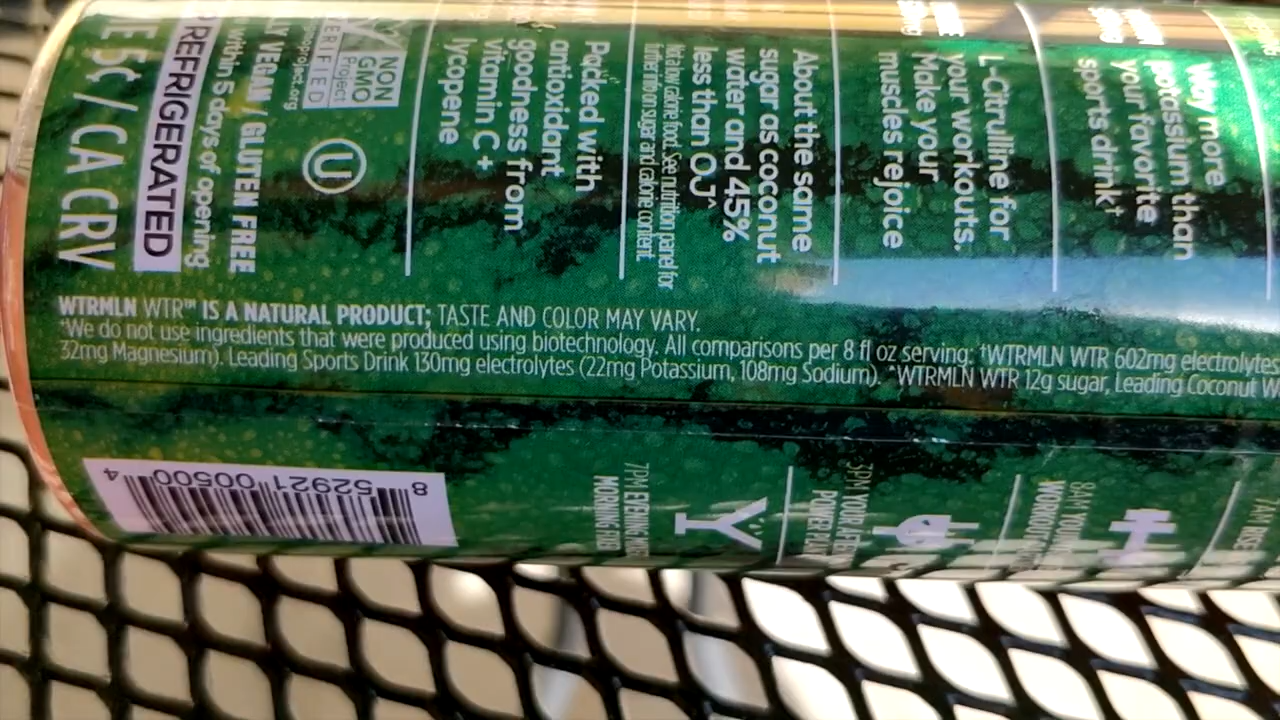 Way more
potassium than
your favorite
sports drink†
L-Citrulline for
your workouts.
Make your
muscles rejoice
About the same
sugar as coconut
water and 45%
less than OJ^
Not a low calorie food. See nutrition panel for
further info on sugar and calorie content.
Packed with
antioxidant
goodness from
vitamin C +
lycopene
NON
GMO
Project
VERIFIED
U
VEGAN / GLUTEN FREE
within 5 days of opening
REFRIGERATED
5¢ / CA CRV
WTRMLN WTR™ IS A NATURAL PRODUCT; TASTE AND COLOR MAY VARY.
We do not use ingredients that were produced using biotechnology. All comparisons per 8 fl oz serving: †WTRMLN WTR 602mg electrolytes
32mg Magnesium). Leading Sports Drink 130mg electrolytes (22mg Potassium, 108mg Sodium). ^WTRMLN WTR 12g sugar, Leading Coconut
7AM
8AM
WORKOUT
3PM YOUR
POWER
7PM EVENING
MORNING
8 52921 00500 4